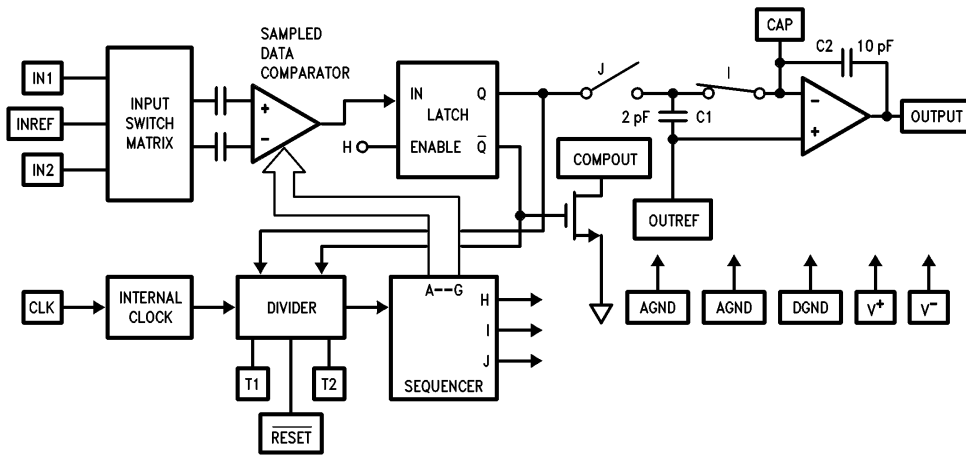 SAMPLED
DATA
COMPARATOR
CAP
C2 10 pF
IN1
INREF
IN2
INPUT
SWITCH
MATRIX
+
−
IN Q
LATCH
H ENABLE Q̅
J
I
2 pF C1
−
+
OUTPUT
COMPOUT
OUTREF
CLK
INTERNAL
CLOCK
DIVIDER
A--G
H
I
J
SEQUENCER
T1
T2
R̅E̅S̅E̅T̅
AGND
AGND
DGND
V⁺
V⁻